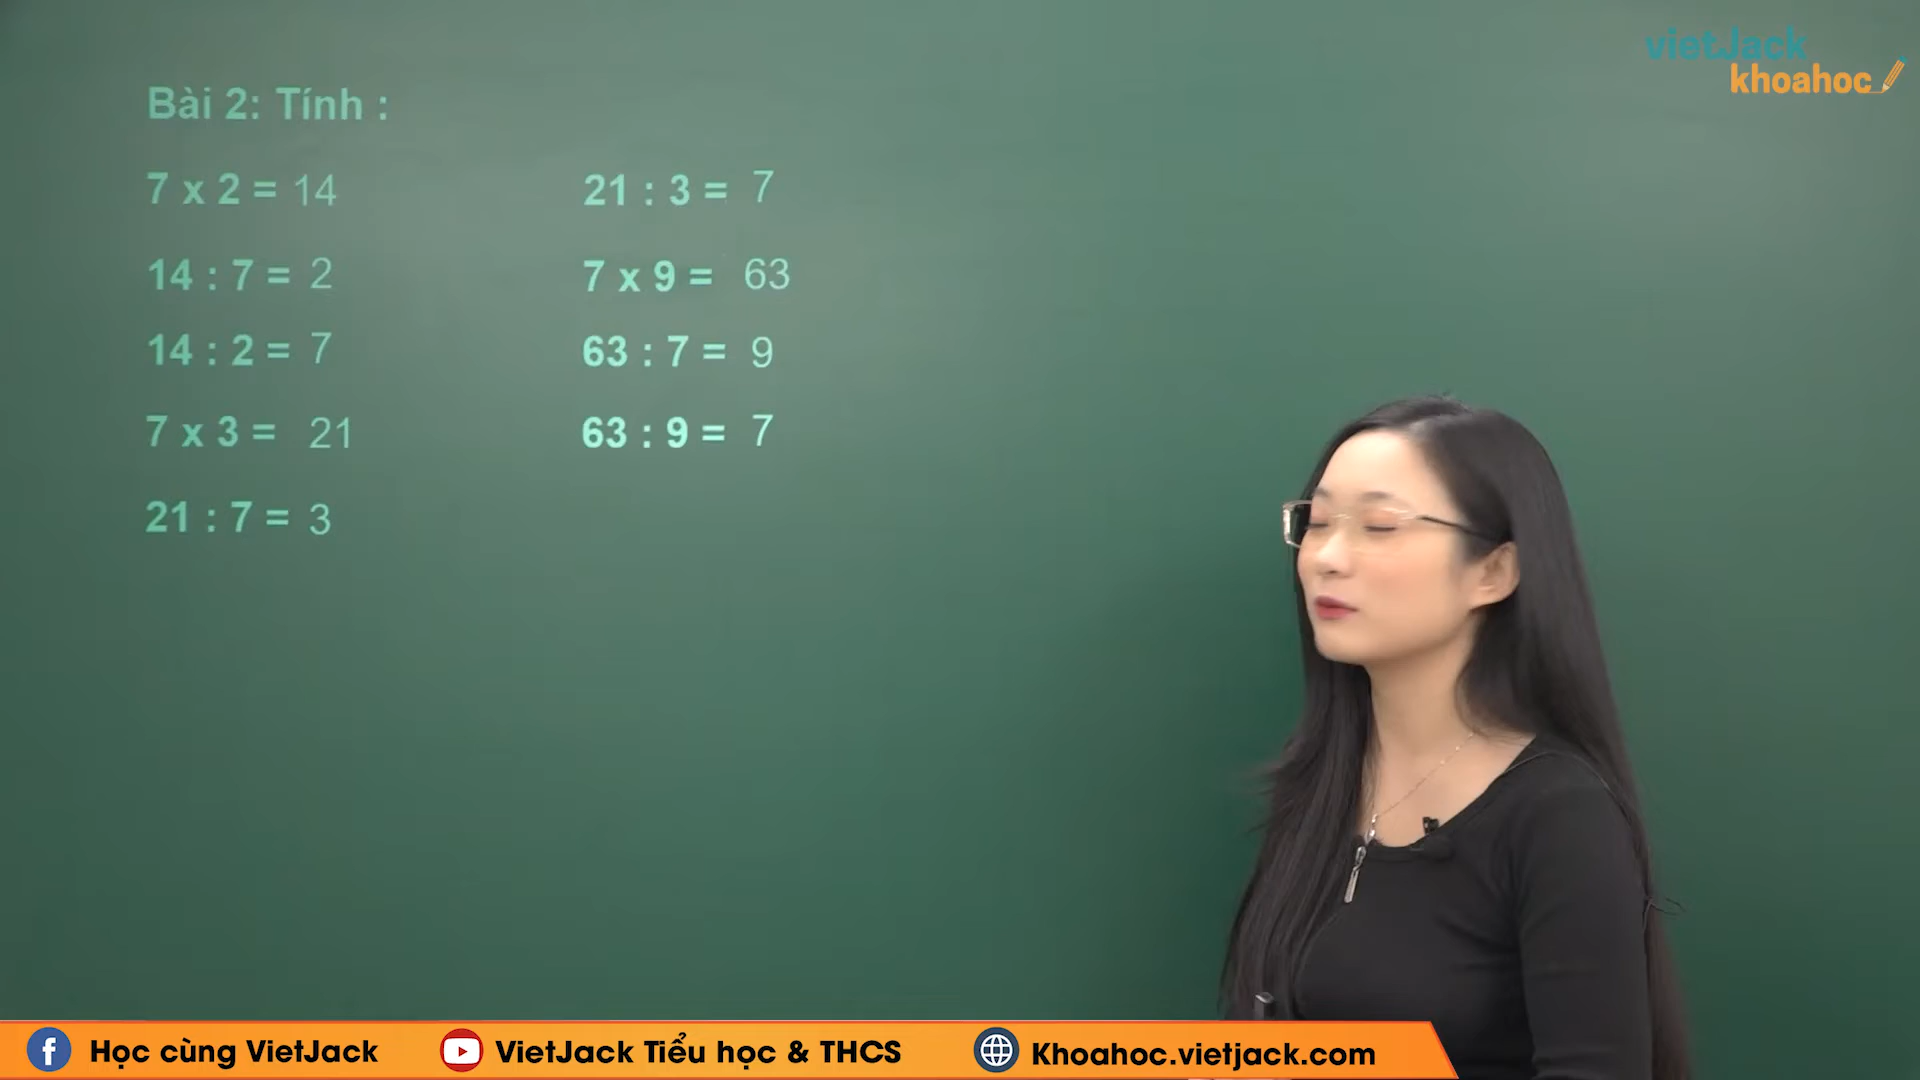 vietJack
khoahoc
Bài 2: Tính :
7 x 2 = 14
14 : 7 = 2
14 : 2 = 7
7 x 3 = 21
21 : 7 = 3
21 : 3 = 7
7 x 9 = 63
63 : 7 = 9
63 : 9 = 7
Học cùng VietJack
VietJack Tiểu học & THCS
Khoahoc.vietjack.com